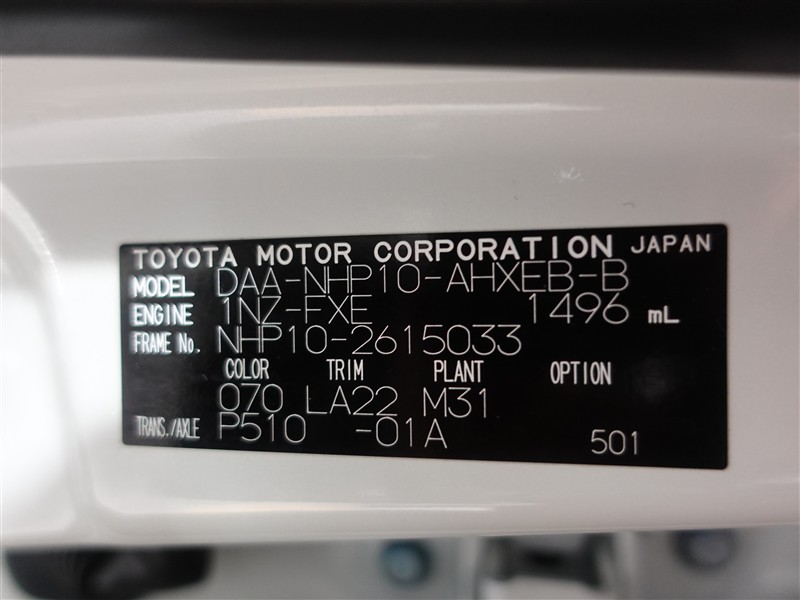 TOYOTA MOTOR CORPORATION JAPAN
MODEL DAA-NHP10-AHXEB-B
ENGINE 1NZ-FXE 1496 mL
FRAME No. NHP10-2615033
COLOR TRIM PLANT OPTION
070 LA22 M31
TRANS./AXLE P510 -01A 501